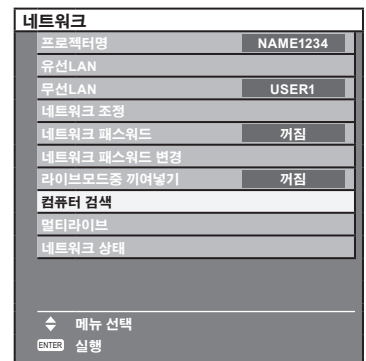 네트워크
프로젝터명 NAME1234
유선LAN
무선LAN USER1
네트워크 조정
네트워크 패스워드 꺼짐
네트워크 패스워드 변경
라이브모드중 끼여넣기 꺼짐
컴퓨터 검색
멀티라이브
네트워크 상태
메뉴 선택
ENTER 실행